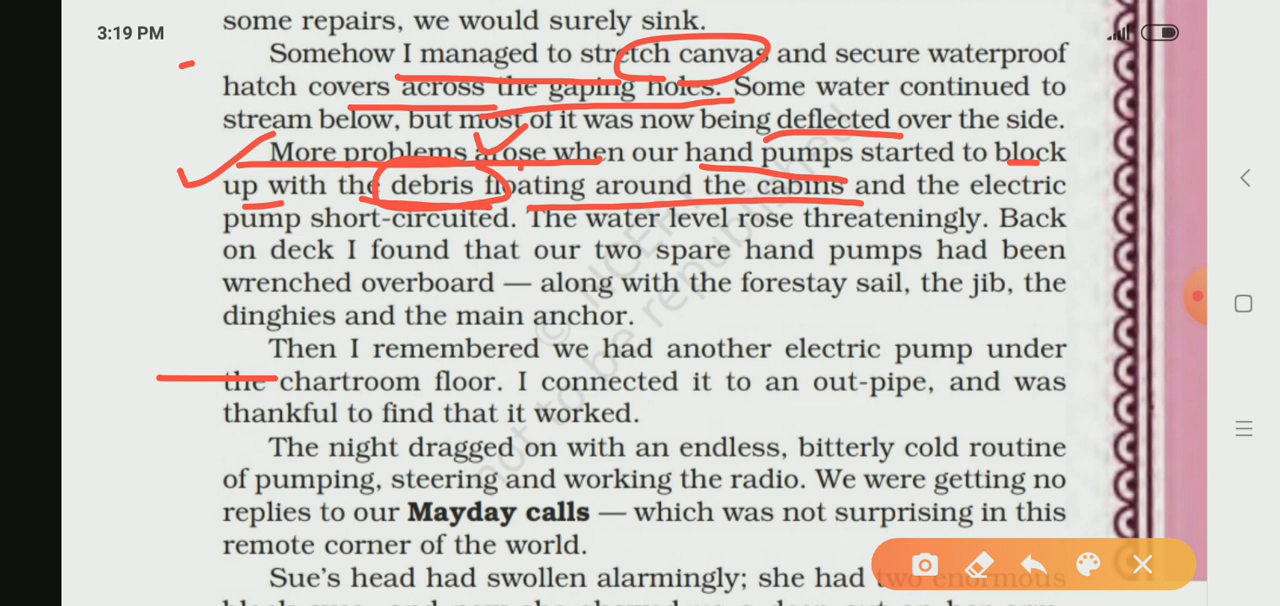 3:19 PM
some repairs, we would surely sink.
Somehow I managed to stretch canvas and secure waterproof
hatch covers across the gaping holes. Some water continued to
stream below, but most of it was now being deflected over the side.
More problems arose when our hand pumps started to block
up with the debris floating around the cabins and the electric
pump short-circuited. The water level rose threateningly. Back
on deck I found that our two spare hand pumps had been
wrenched overboard — along with the forestay sail, the jib, the
dinghies and the main anchor.
Then I remembered we had another electric pump under
the chartroom floor. I connected it to an out-pipe, and was
thankful to find that it worked.
The night dragged on with an endless, bitterly cold routine
of pumping, steering and working the radio. We were getting no
replies to our Mayday calls — which was not surprising in this
remote corner of the world.
Sue's head had swollen alarmingly; she had two enormous
© NCERT
not to be republished